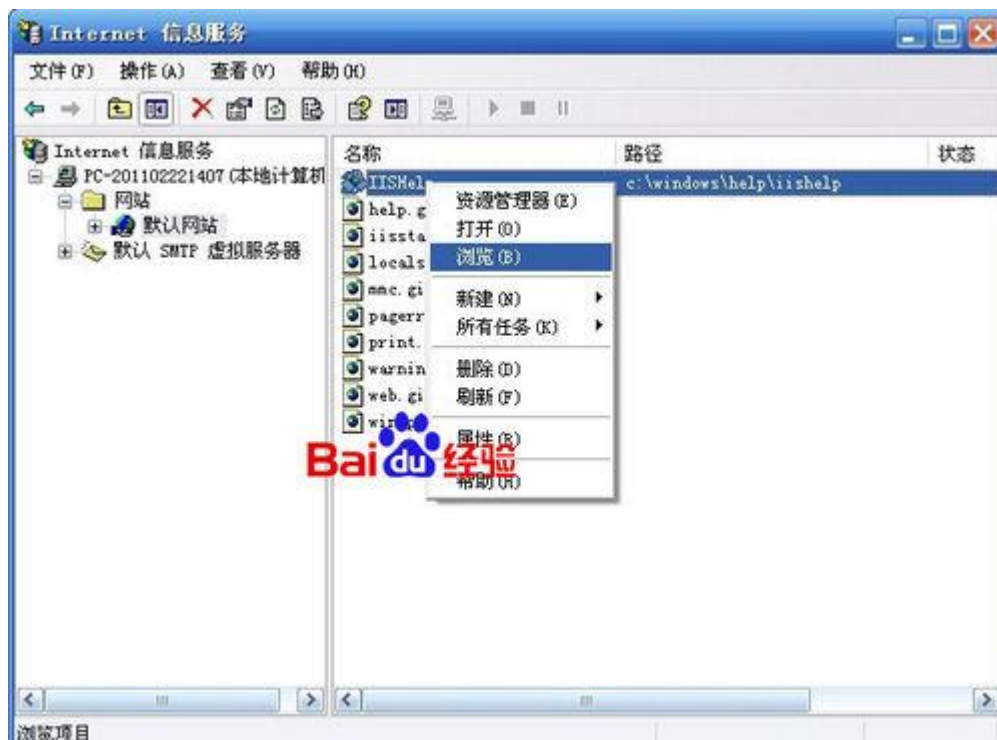 Internet 信息服务
文件(F) 操作(A) 查看(V) 帮助(H)
Internet 信息服务
PC-201102221407(本地计算机
网站
默认网站
默认 SMTP 虚拟服务器
名称 路径 状态
IISHel c:\windows\help\iishelp
help.g
iissta
locals
mmc.gi
pagerr
print.
warnin
web.gi
资源管理器(E)
打开(O)
浏览(B)
新建(N)
所有任务(K)
删除(D)
刷新(F)
属性(R)
帮助(H)
Baidu 经验
浏览项目